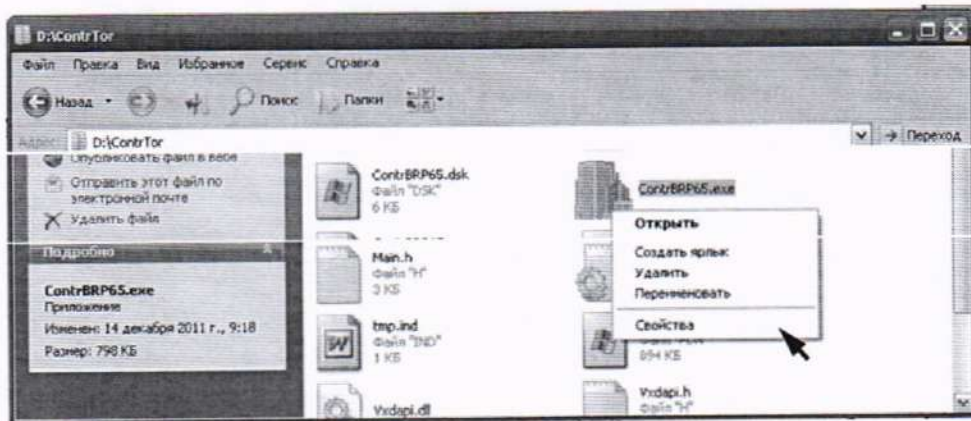 D:\ContrTor
Файл Правка Вид Избранное Сервис Справка
Назад Поиск Папки
Адрес: D:\ContrTor Переход
Опубликовать файл в вебе
Отправить этот файл по
электронной почте
Удалить файл
Подробно
ContrBRP65.exe
Приложение
Изменен: 14 декабря 2011 г., 9:18
Размер: 798 КБ
ContrBRP65.dsk
Файл "DSK"
6 КБ
Main.h
Файл "H"
3 КБ
tmp.ind
Файл "IND"
1 КБ
Vxdapi.dll
ContrBRP65.exe
Открыть
Создать ярлык
Удалить
Переименовать
Свойства
894 КБ
Vxdapi.h
Файл "H"